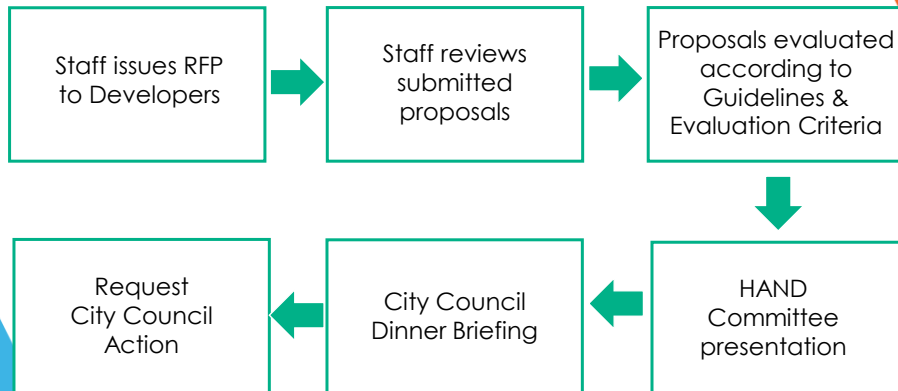 Staff issues RFP
to Developers
Staff reviews
submitted
proposals
Proposals evaluated
according to
Guidelines &
Evaluation Criteria
HAND
Committee
presentation
City Council
Dinner Briefing
Request
City Council
Action